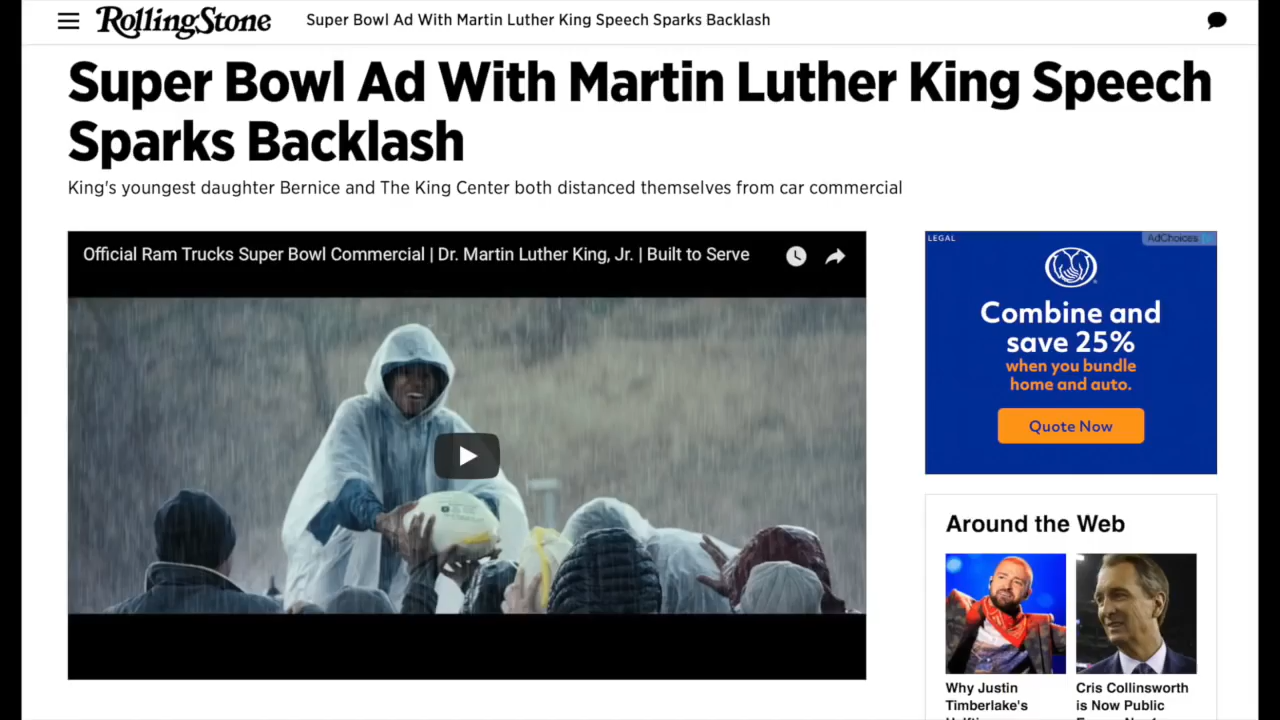 RollingStone
Super Bowl Ad With Martin Luther King Speech Sparks Backlash
Super Bowl Ad With Martin Luther King Speech
Sparks Backlash
King's youngest daughter Bernice and The King Center both distanced themselves from car commercial
Official Ram Trucks Super Bowl Commercial | Dr. Martin Luther King, Jr. | Built to Serve
LEGAL
AdChoices
Combine and
save 25%
when you bundle
home and auto.
Quote Now
Around the Web
Why Justin
Timberlake's
Cris Collinsworth
is Now Public